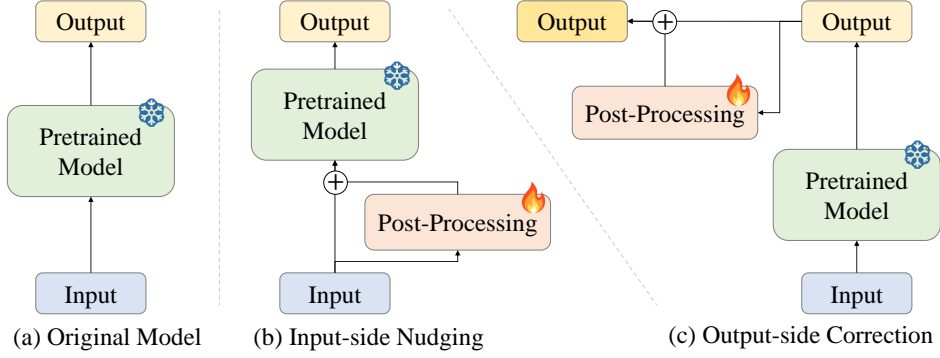 Output
Pretrained
Model
Input
(a) Original Model
Output
Pretrained
Model
Post-Processing
Input
(b) Input-side Nudging
Output
Output
Post-Processing
Pretrained
Model
Input
(c) Output-side Correction